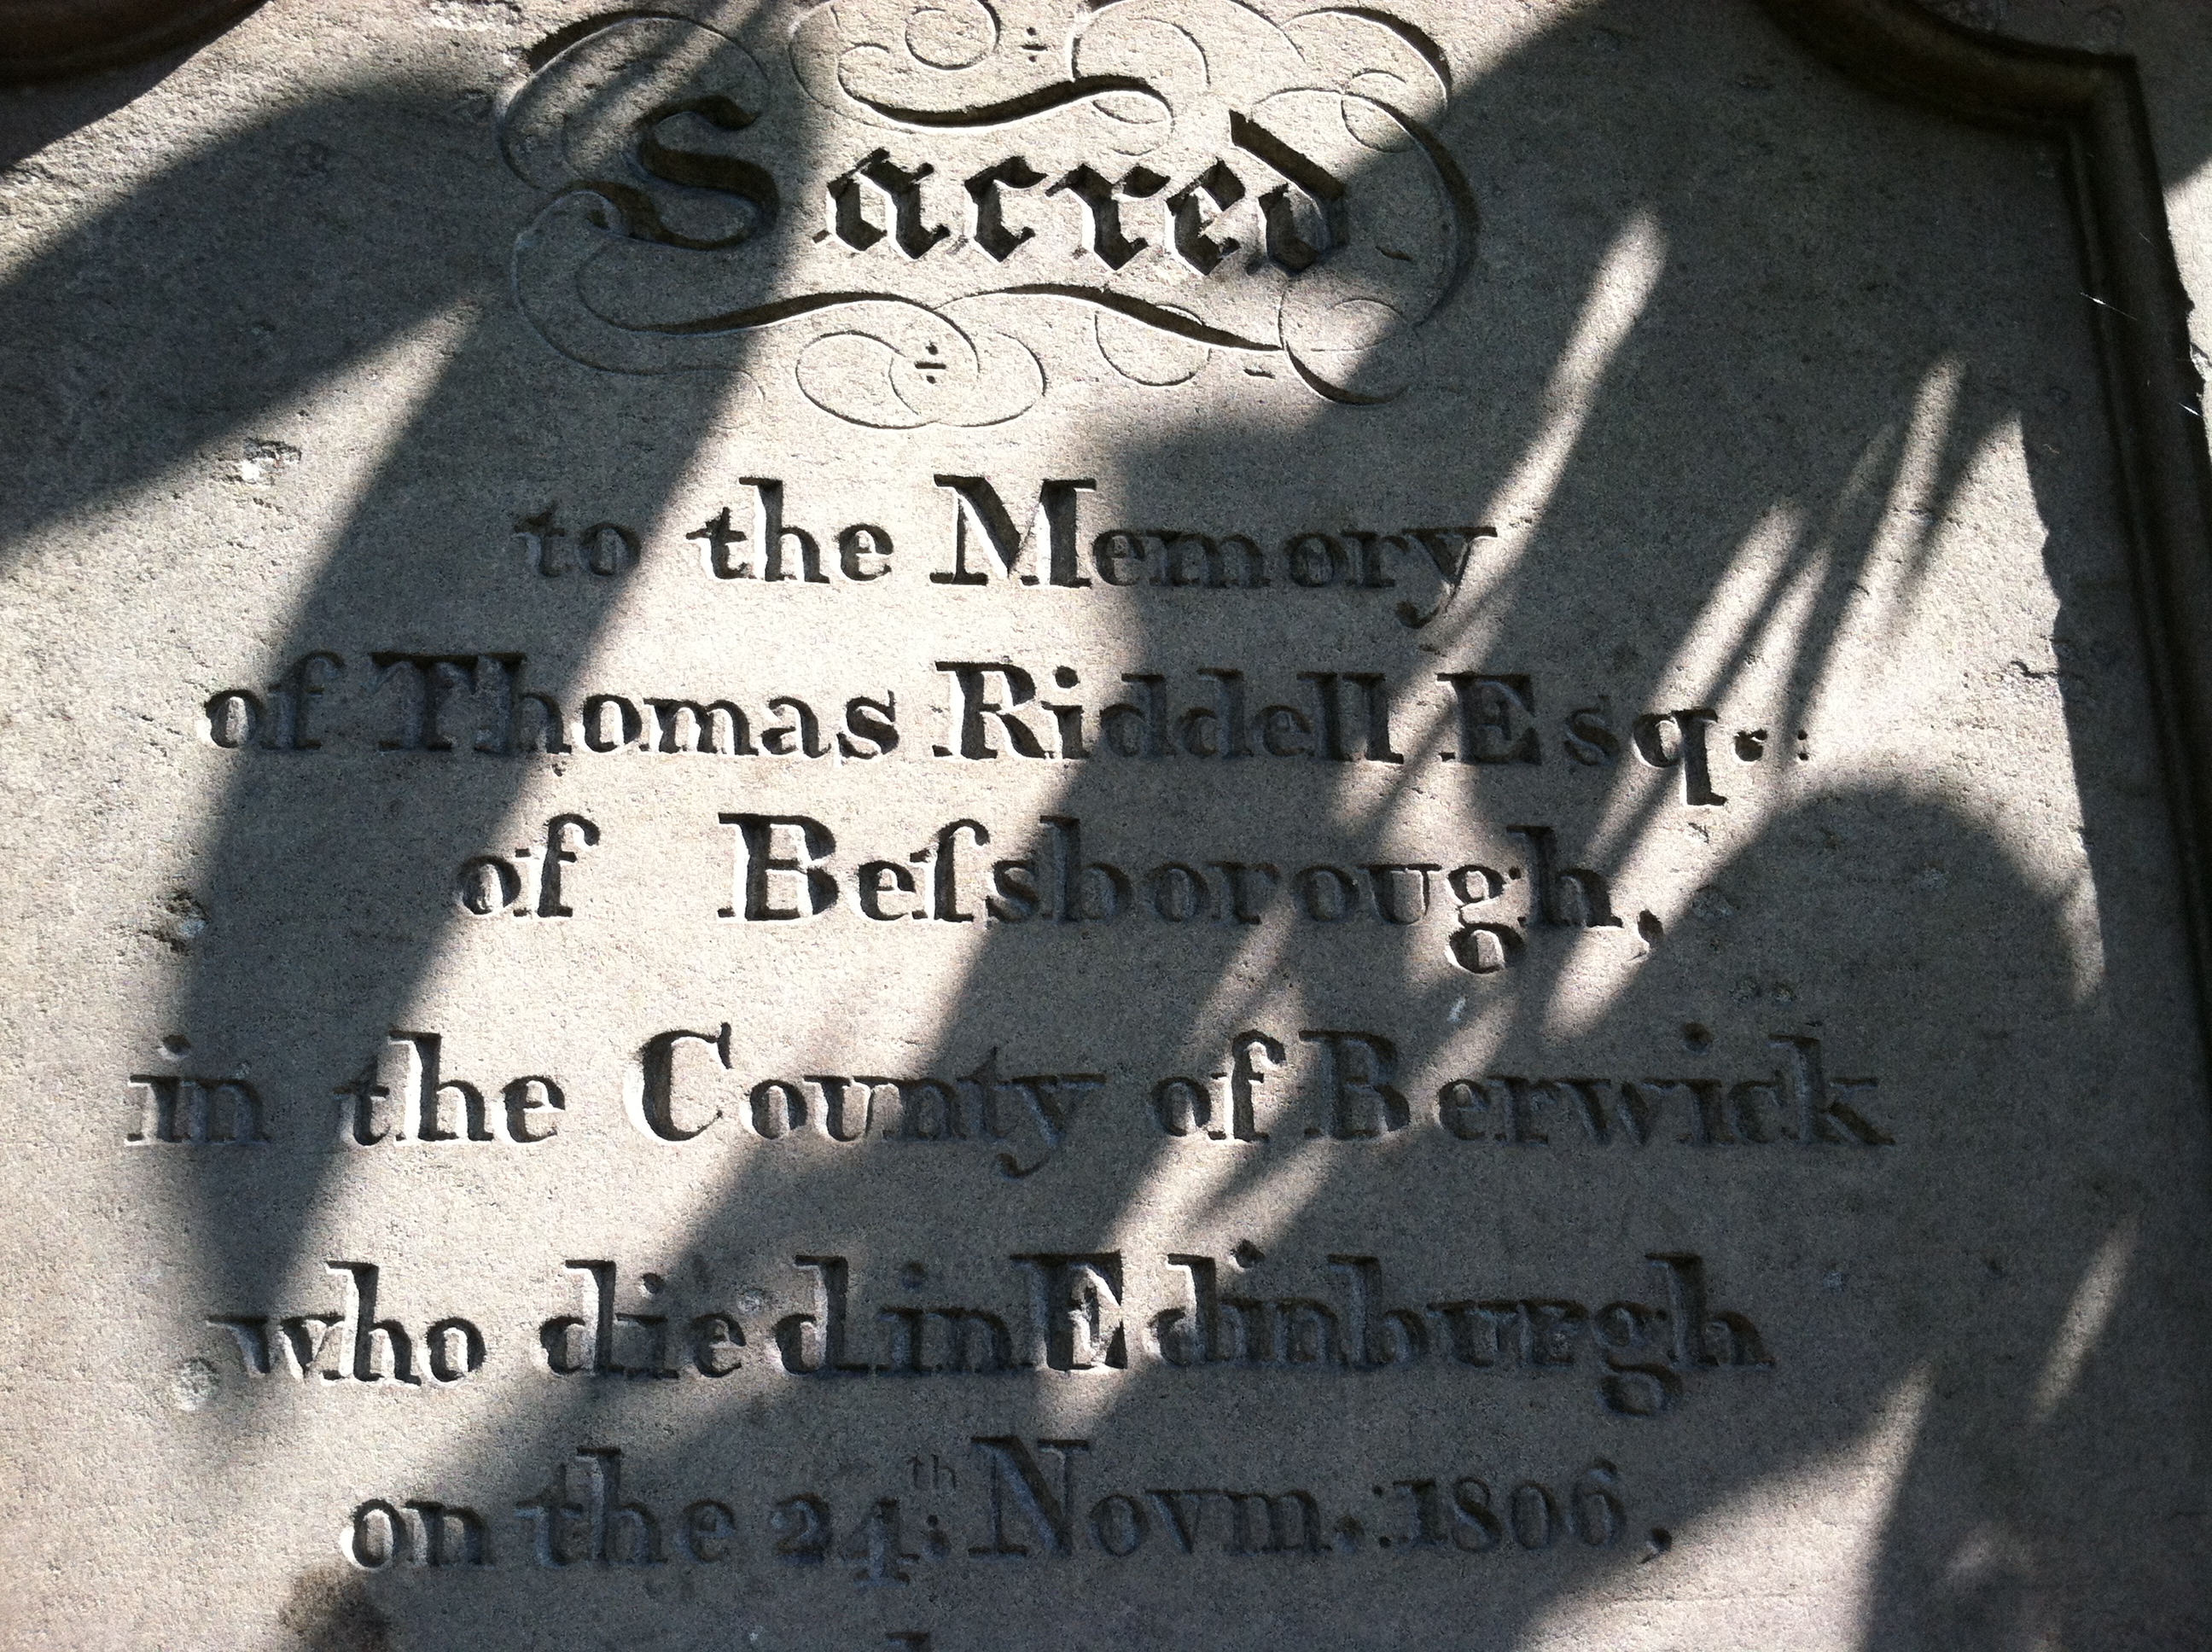 Sacred
to the Memory
of Thomas Riddell Esq.:
of Beſsborough,
in the County of Berwick
who died in Edinburgh
on the 24th: Novm.: 1806,